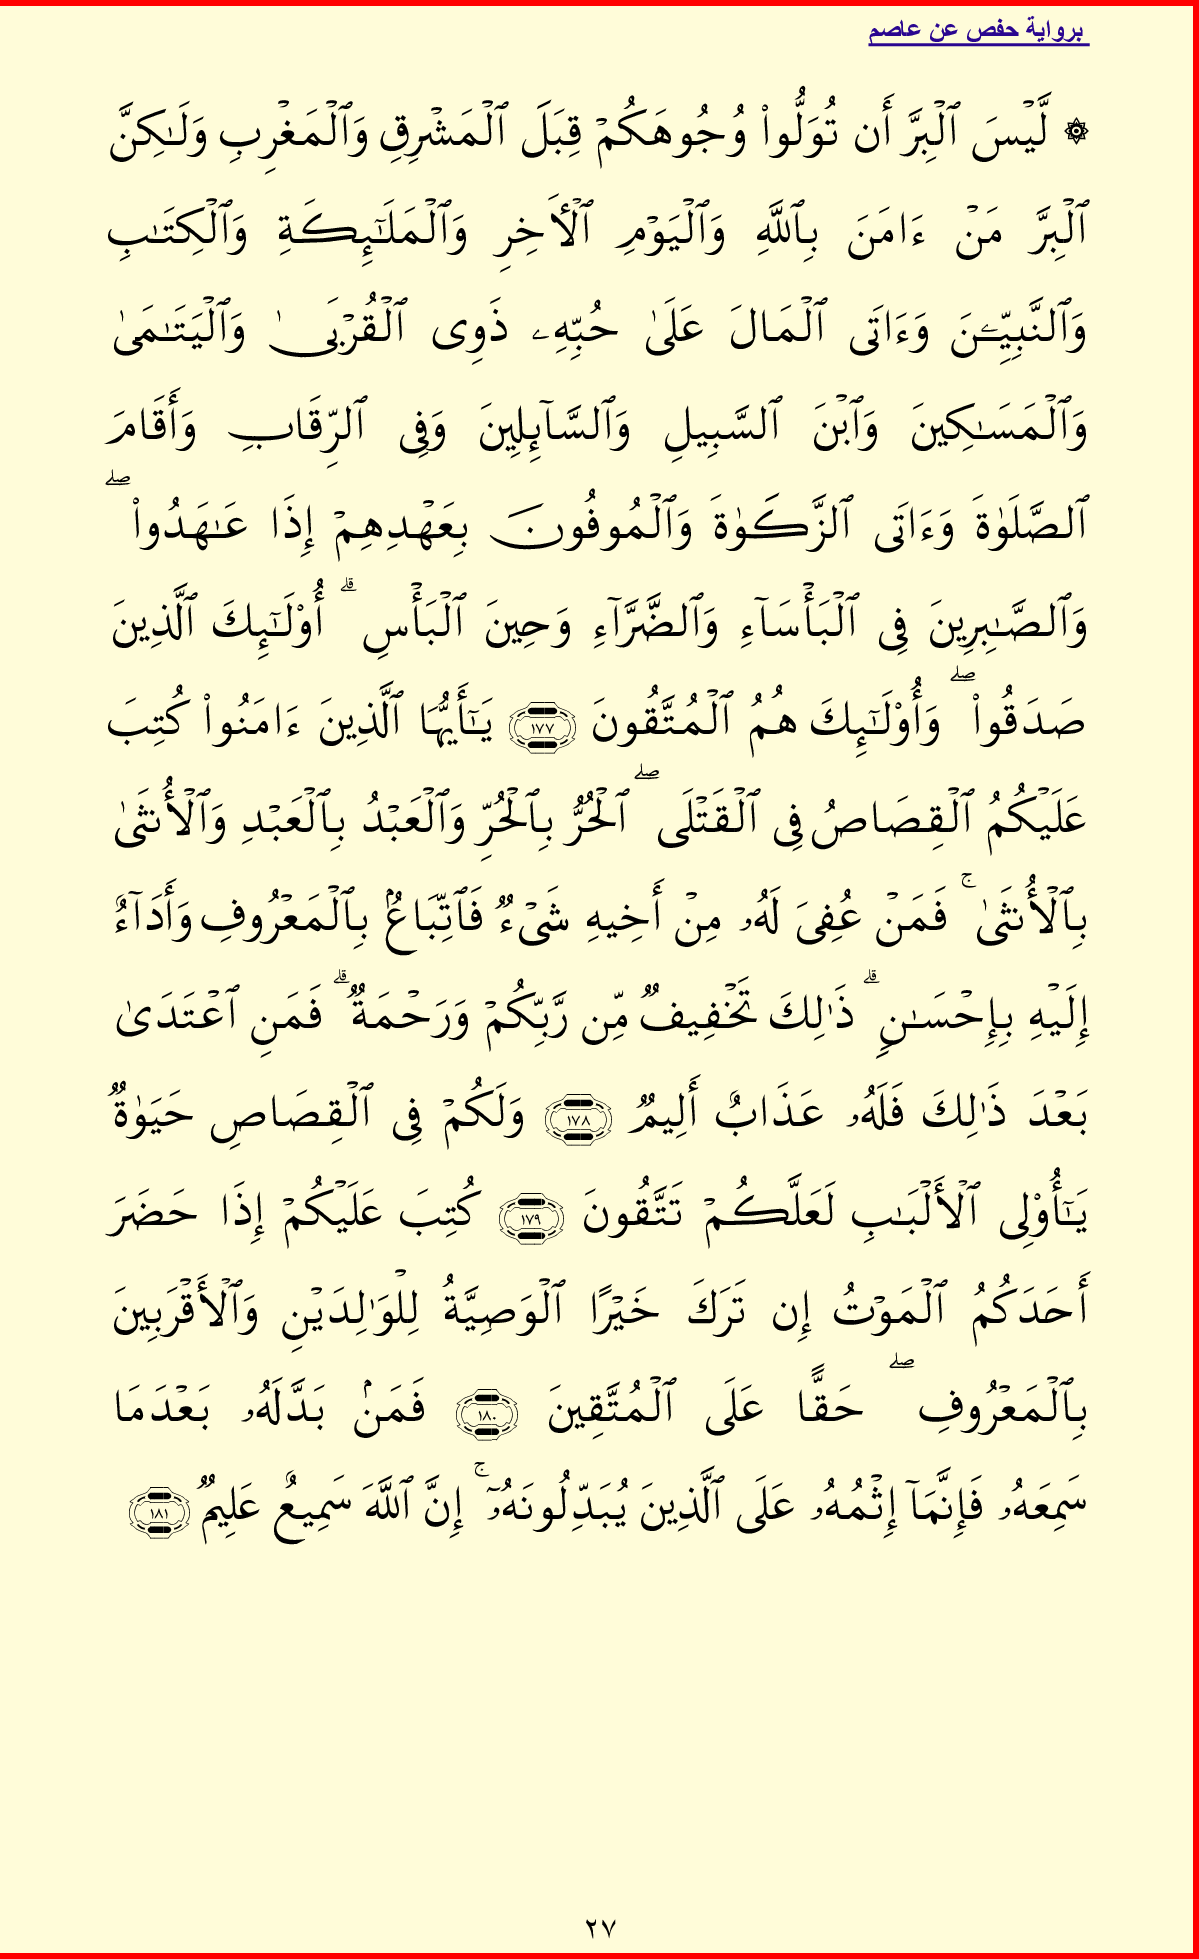 برواية حفص عن عاصم
۞ لَّيۡسَ ٱلۡبِرَّ أَن تُوَلُّواْ وُجُوهَكُمۡ قِبَلَ ٱلۡمَشۡرِقِ وَٱلۡمَغۡرِبِ وَلَٰكِنَّ
ٱلۡبِرَّ مَنۡ ءَامَنَ بِٱللَّهِ وَٱلۡيَوۡمِ ٱلۡأٓخِرِ وَٱلۡمَلَٰٓئِكَةِ وَٱلۡكِتَٰبِ
وَٱلنَّبِيِّـۧنَ وَءَاتَى ٱلۡمَالَ عَلَىٰ حُبِّهِۦ ذَوِي ٱلۡقُرۡبَىٰ وَٱلۡيَتَٰمَىٰ
وَٱلۡمَسَٰكِينَ وَٱبۡنَ ٱلسَّبِيلِ وَٱلسَّآئِلِينَ وَفِي ٱلرِّقَابِ وَأَقَامَ
ٱلصَّلَوٰةَ وَءَاتَى ٱلزَّكَوٰةَ وَٱلۡمُوفُونَ بِعَهۡدِهِمۡ إِذَا عَٰهَدُواْۖ
وَٱلصَّٰبِرِينَ فِي ٱلۡبَأۡسَآءِ وَٱلضَّرَّآءِ وَحِينَ ٱلۡبَأۡسِۗ أُوْلَٰٓئِكَ ٱلَّذِينَ
صَدَقُواْۖ وَأُوْلَٰٓئِكَ هُمُ ٱلۡمُتَّقُونَ ١٧٧ يَٰٓأَيُّهَا ٱلَّذِينَ ءَامَنُواْ كُتِبَ
عَلَيۡكُمُ ٱلۡقِصَاصُ فِي ٱلۡقَتۡلَىۖ ٱلۡحُرُّ بِٱلۡحُرِّ وَٱلۡعَبۡدُ بِٱلۡعَبۡدِ وَٱلۡأُنثَىٰ
بِٱلۡأُنثَىٰۚ فَمَنۡ عُفِيَ لَهُۥ مِنۡ أَخِيهِ شَيۡءٞ فَٱتِّبَاعُۢ بِٱلۡمَعۡرُوفِ وَأَدَآءٌ
إِلَيۡهِ بِإِحۡسَٰنٖۗ ذَٰلِكَ تَخۡفِيفٞ مِّن رَّبِّكُمۡ وَرَحۡمَةٞۗ فَمَنِ ٱعۡتَدَىٰ
بَعۡدَ ذَٰلِكَ فَلَهُۥ عَذَابٌ أَلِيمٞ ١٧٨ وَلَكُمۡ فِي ٱلۡقِصَاصِ حَيَوٰةٞ
يَٰٓأُوْلِي ٱلۡأَلۡبَٰبِ لَعَلَّكُمۡ تَتَّقُونَ ١٧٩ كُتِبَ عَلَيۡكُمۡ إِذَا حَضَرَ
أَحَدَكُمُ ٱلۡمَوۡتُ إِن تَرَكَ خَيۡرًا ٱلۡوَصِيَّةُ لِلۡوَٰلِدَيۡنِ وَٱلۡأَقۡرَبِينَ
بِٱلۡمَعۡرُوفِۖ حَقًّا عَلَى ٱلۡمُتَّقِينَ ١٨٠ فَمَنۢ بَدَّلَهُۥ بَعۡدَمَا
سَمِعَهُۥ فَإِنَّمَآ إِثۡمُهُۥ عَلَى ٱلَّذِينَ يُبَدِّلُونَهُۥٓۚ إِنَّ ٱللَّهَ سَمِيعٌ عَلِيمٞ ١٨١
٢٧